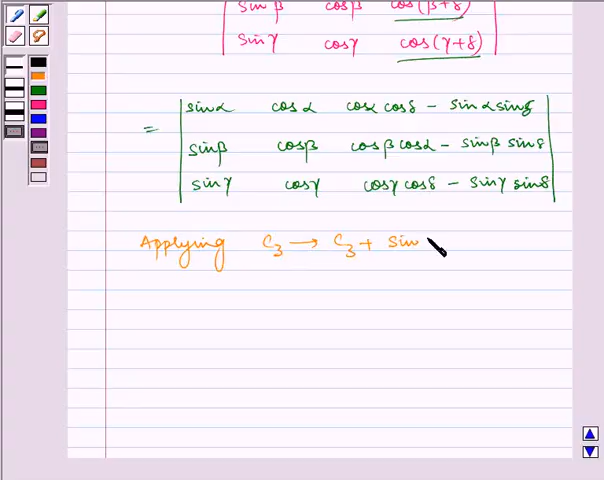 sin β cos β cos(β+δ)
sin γ cos γ cos(γ+δ)
= | sin α cos α cos α cos δ − sin α sin δ |
| sin β cos β cos β cos α − sin β sin δ |
| sin γ cos γ cos γ cos δ − sin γ sin δ |
Applying C₃ → C₃ + sin